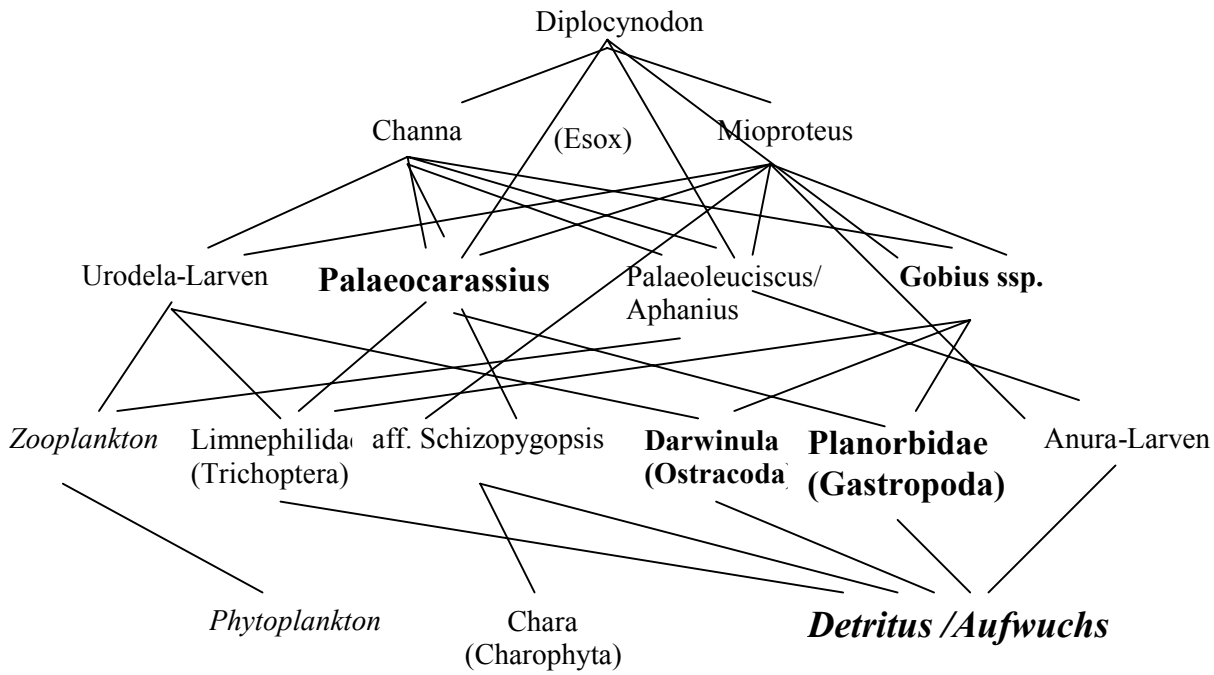 Diplocynodon
Channa
(Esox)
Mioproteus
Urodela-Larven
Palaeocarassius
Palaeoleuciscus/
Aphanius
Gobius ssp.
Zooplankton
Limnephilidae
(Trichoptera)
aff. Schizopygopsis
Darwinula
(Ostracoda)
Planorbidae
(Gastropoda)
Anura-Larven
Phytoplankton
Chara
(Charophyta)
Detritus /Aufwuchs